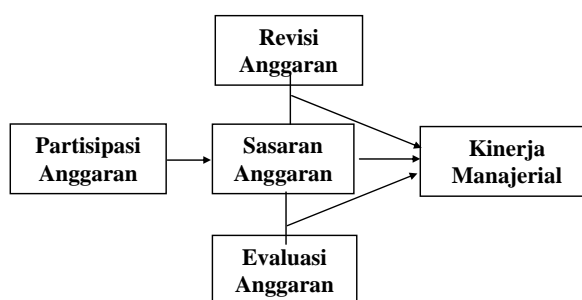 Revisi
Anggaran
Partisipasi
Anggaran
Sasaran
Anggaran
Kinerja
Manajerial
Evaluasi
Anggaran